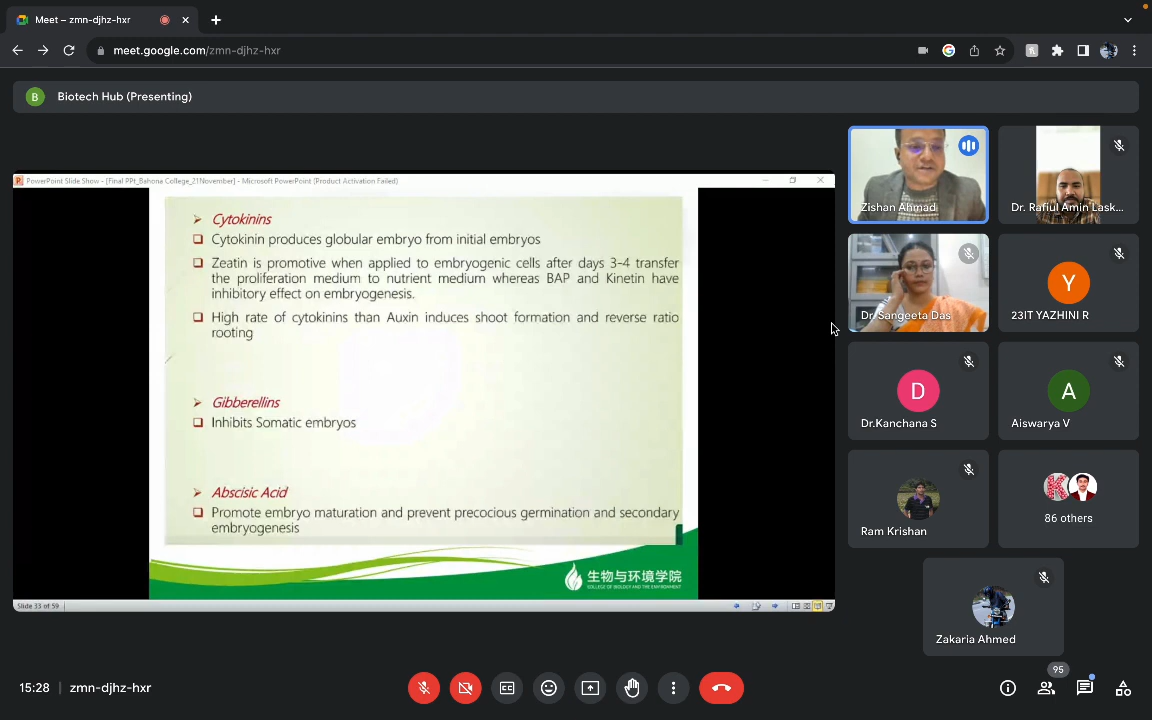 Meet – zmn-djhz-hxr
meet.google.com/zmn-djhz-hxr
B
Biotech Hub (Presenting)
PowerPoint Slide Show - [Final PPt_Bahona College_21November] - Microsoft PowerPoint (Product Activation Failed)
Cytokinins
Cytokinin produces globular embryo from initial embryos
Zeatin is promotive when applied to embryogenic cells after days 3-4 transfer
the proliferation medium to nutrient medium whereas BAP and Kinetin have
inhibitory effect on embryogenesis.
High rate of cytokinins than Auxin induces shoot formation and reverse ratio
rooting
Gibberellins
Inhibits Somatic embryos
Abscisic Acid
Promote embryo maturation and prevent precocious germination and secondary
embryogenesis
生物与环境学院
COLLEGE OF BIOLOGY AND THE ENVIRONMENT
Slide 33 of 59
Zishan Ahmad
Dr. Rafiul Amin Lask...
Dr. Sangeeta Das
Y
23IT YAZHINI R
D
Dr.Kanchana S
A
Aiswarya V
Ram Krishan
K
86 others
Zakaria Ahmed
15:28
zmn-djhz-hxr
95